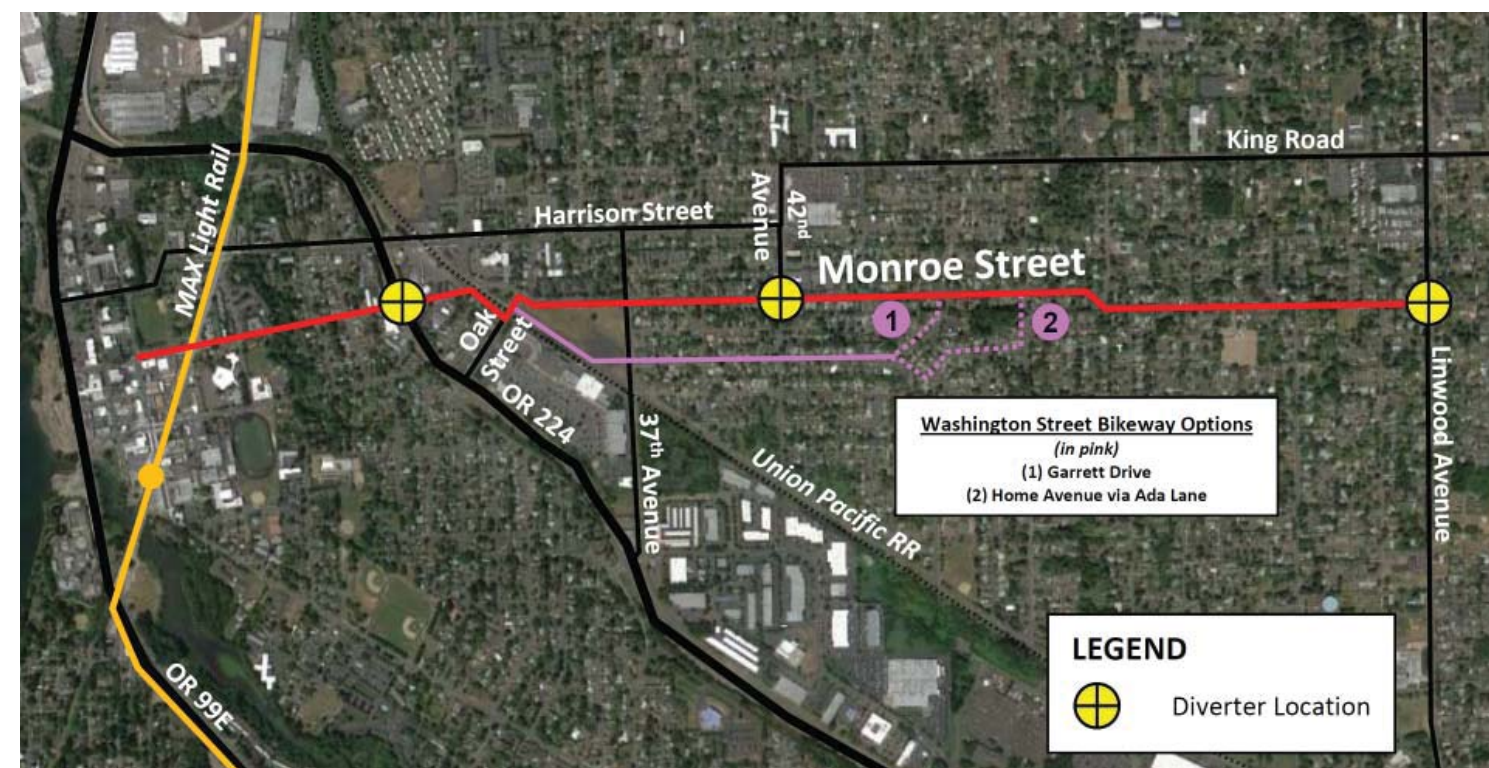 King Road
MAX Light Rail
Harrison Street
42nd
Avenue
Monroe Street
1
2
Oak
Street
OR 224
37th Avenue
Union Pacific RR
Linwood Avenue
Washington Street Bikeway Options
(in pink)
(1) Garrett Drive
(2) Home Avenue via Ada Lane
OR 99E
LEGEND
Diverter Location